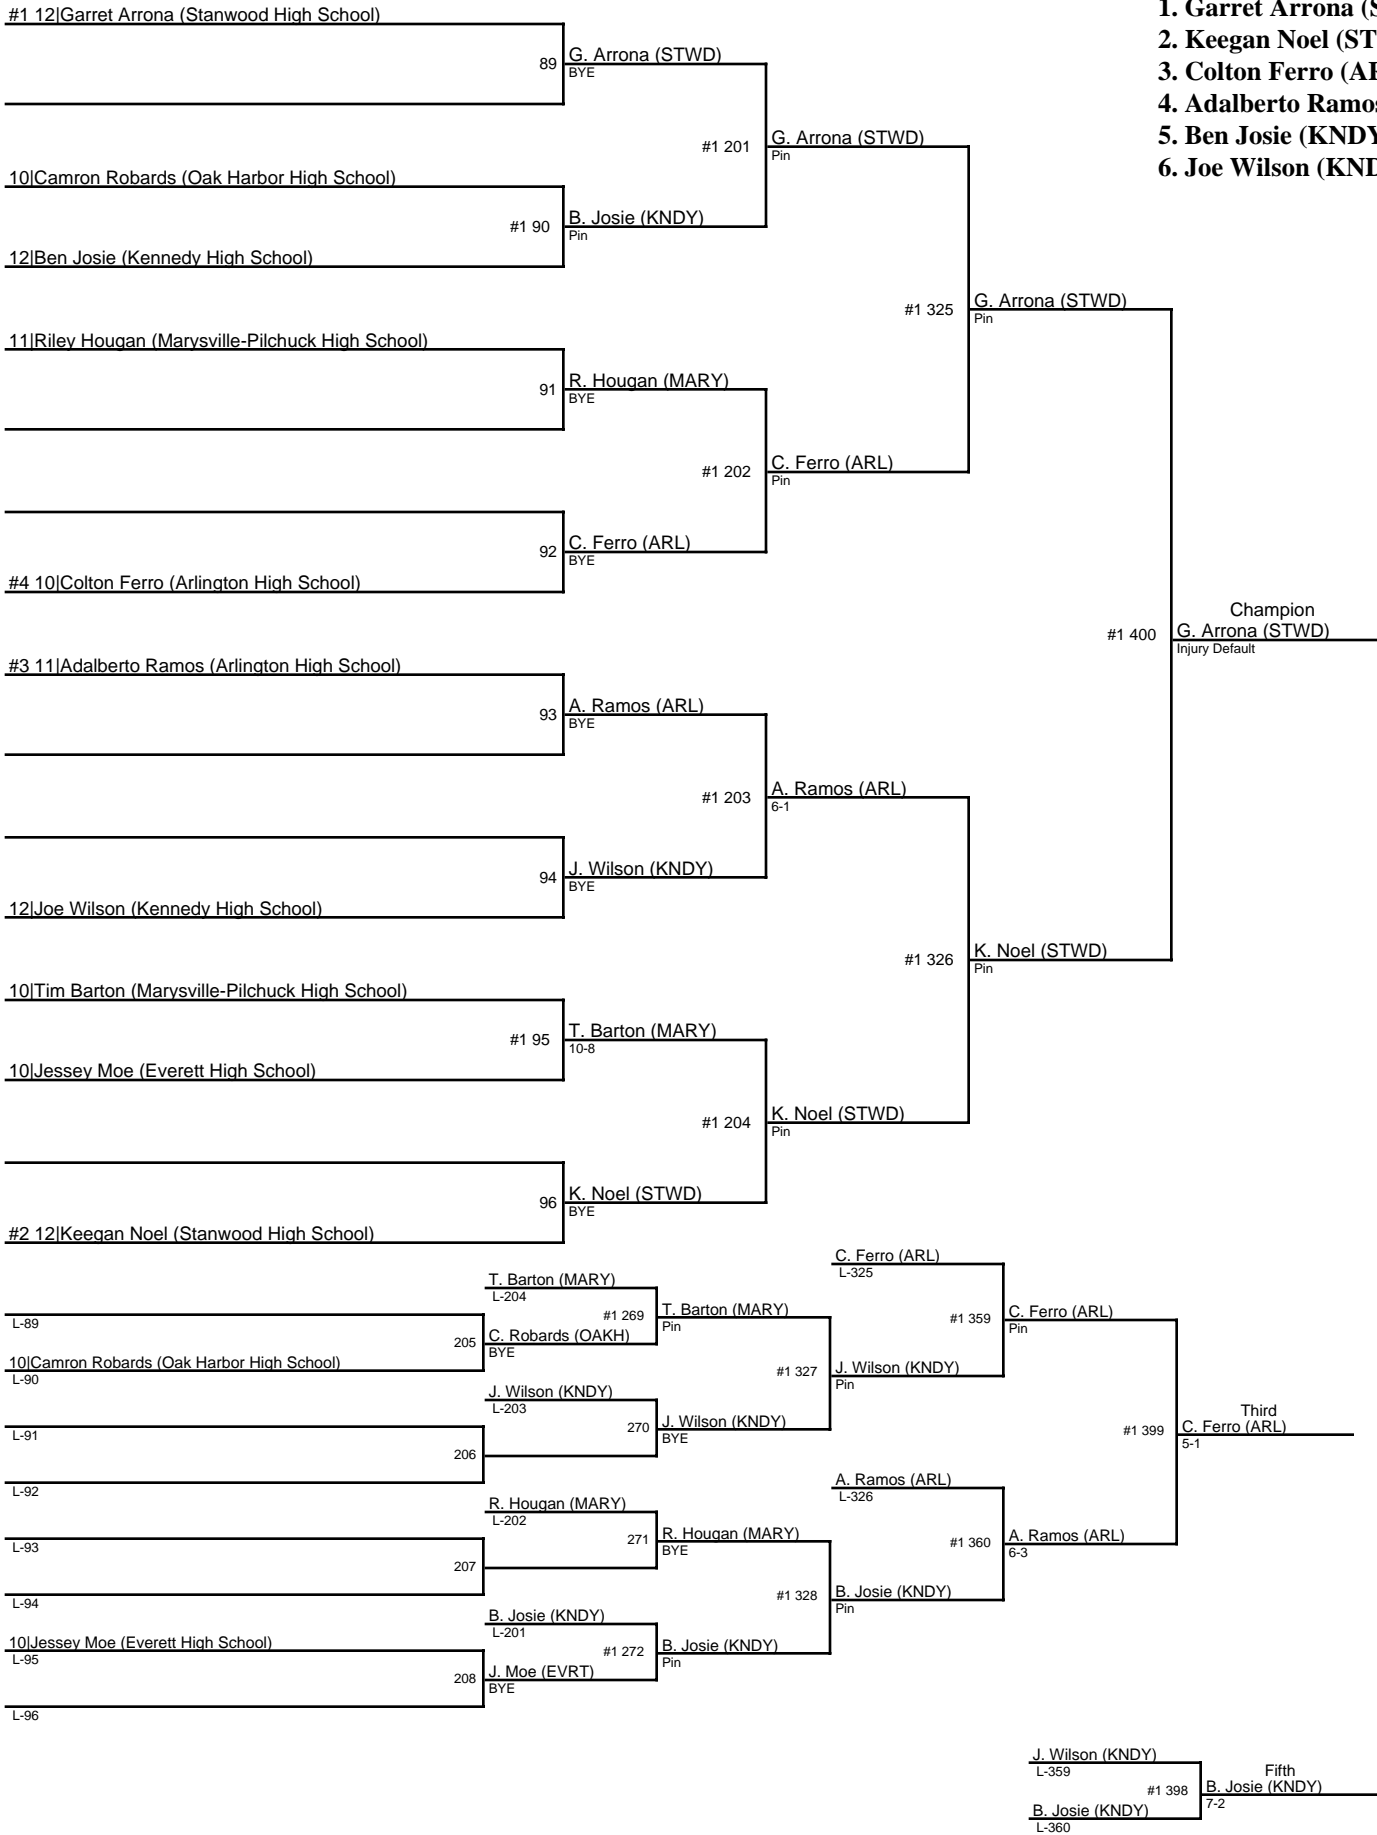 #1 12|Garret Arrona (Stanwood High School)
89
G. Arrona (STWD)
BYE
#1 201
G. Arrona (STWD)
Pin
10|Camron Robards (Oak Harbor High School)
#1 90
B. Josie (KNDY)
Pin
12|Ben Josie (Kennedy High School)
#1 325
G. Arrona (STWD)
Pin
11|Riley Hougan (Marysville-Pilchuck High School)
91
R. Hougan (MARY)
BYE
#1 202
C. Ferro (ARL)
Pin
92
C. Ferro (ARL)
BYE
#4 10|Colton Ferro (Arlington High School)
#1 400
Champion
G. Arrona (STWD)
Injury Default
#3 11|Adalberto Ramos (Arlington High School)
93
A. Ramos (ARL)
BYE
#1 203
A. Ramos (ARL)
6-1
94
J. Wilson (KNDY)
BYE
12|Joe Wilson (Kennedy High School)
#1 326
K. Noel (STWD)
Pin
10|Tim Barton (Marysville-Pilchuck High School)
#1 95
T. Barton (MARY)
10-8
10|Jessey Moe (Everett High School)
#1 204
K. Noel (STWD)
Pin
96
K. Noel (STWD)
BYE
#2 12|Keegan Noel (Stanwood High School)
1. Garret Arrona (S
2. Keegan Noel (ST
3. Colton Ferro (A
4. Adalberto Ramos
5. Ben Josie (KNDY
6. Joe Wilson (KND
L-89
205
10|Camron Robards (Oak Harbor High School)
L-90
T. Barton (MARY)
L-204
#1 269
C. Robards (OAKH)
BYE
T. Barton (MARY)
Pin
#1 327
L-91
206
L-92
J. Wilson (KNDY)
L-203
270
J. Wilson (KNDY)
BYE
C. Ferro (ARL)
L-325
#1 359
J. Wilson (KNDY)
Pin
C. Ferro (ARL)
Pin
#1 399
Third
C. Ferro (ARL)
5-1
L-93
207
L-94
R. Hougan (MARY)
L-202
271
R. Hougan (MARY)
BYE
#1 328
10|Jessey Moe (Everett High School)
L-95
208
L-96
B. Josie (KNDY)
L-201
#1 272
J. Moe (EVRT)
BYE
B. Josie (KNDY)
Pin
A. Ramos (ARL)
L-326
#1 360
B. Josie (KNDY)
Pin
A. Ramos (ARL)
6-3
J. Wilson (KNDY)
L-359
#1 398
B. Josie (KNDY)
L-360
Fifth
B. Josie (KNDY)
7-2